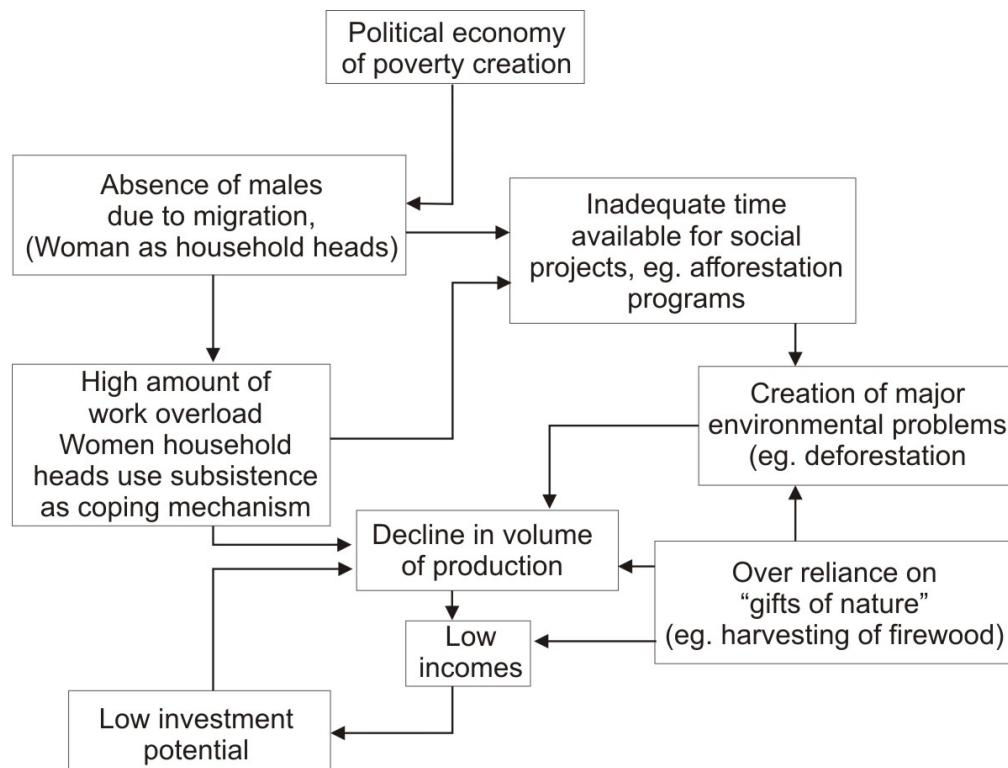 Political economy
of poverty creation
Absence of males
due to migration,
(Woman as household heads)
Inadequate time
available for social
projects, eg. afforestation
programs
High amount of
work overload
Women household
heads use subsistence
as coping mechanism
Creation of major
environmental problems
(eg. deforestation
Decline in volume
of production
Over reliance on
“gifts of nature”
(eg. harvesting of firewood)
Low
incomes
Low investment
potential